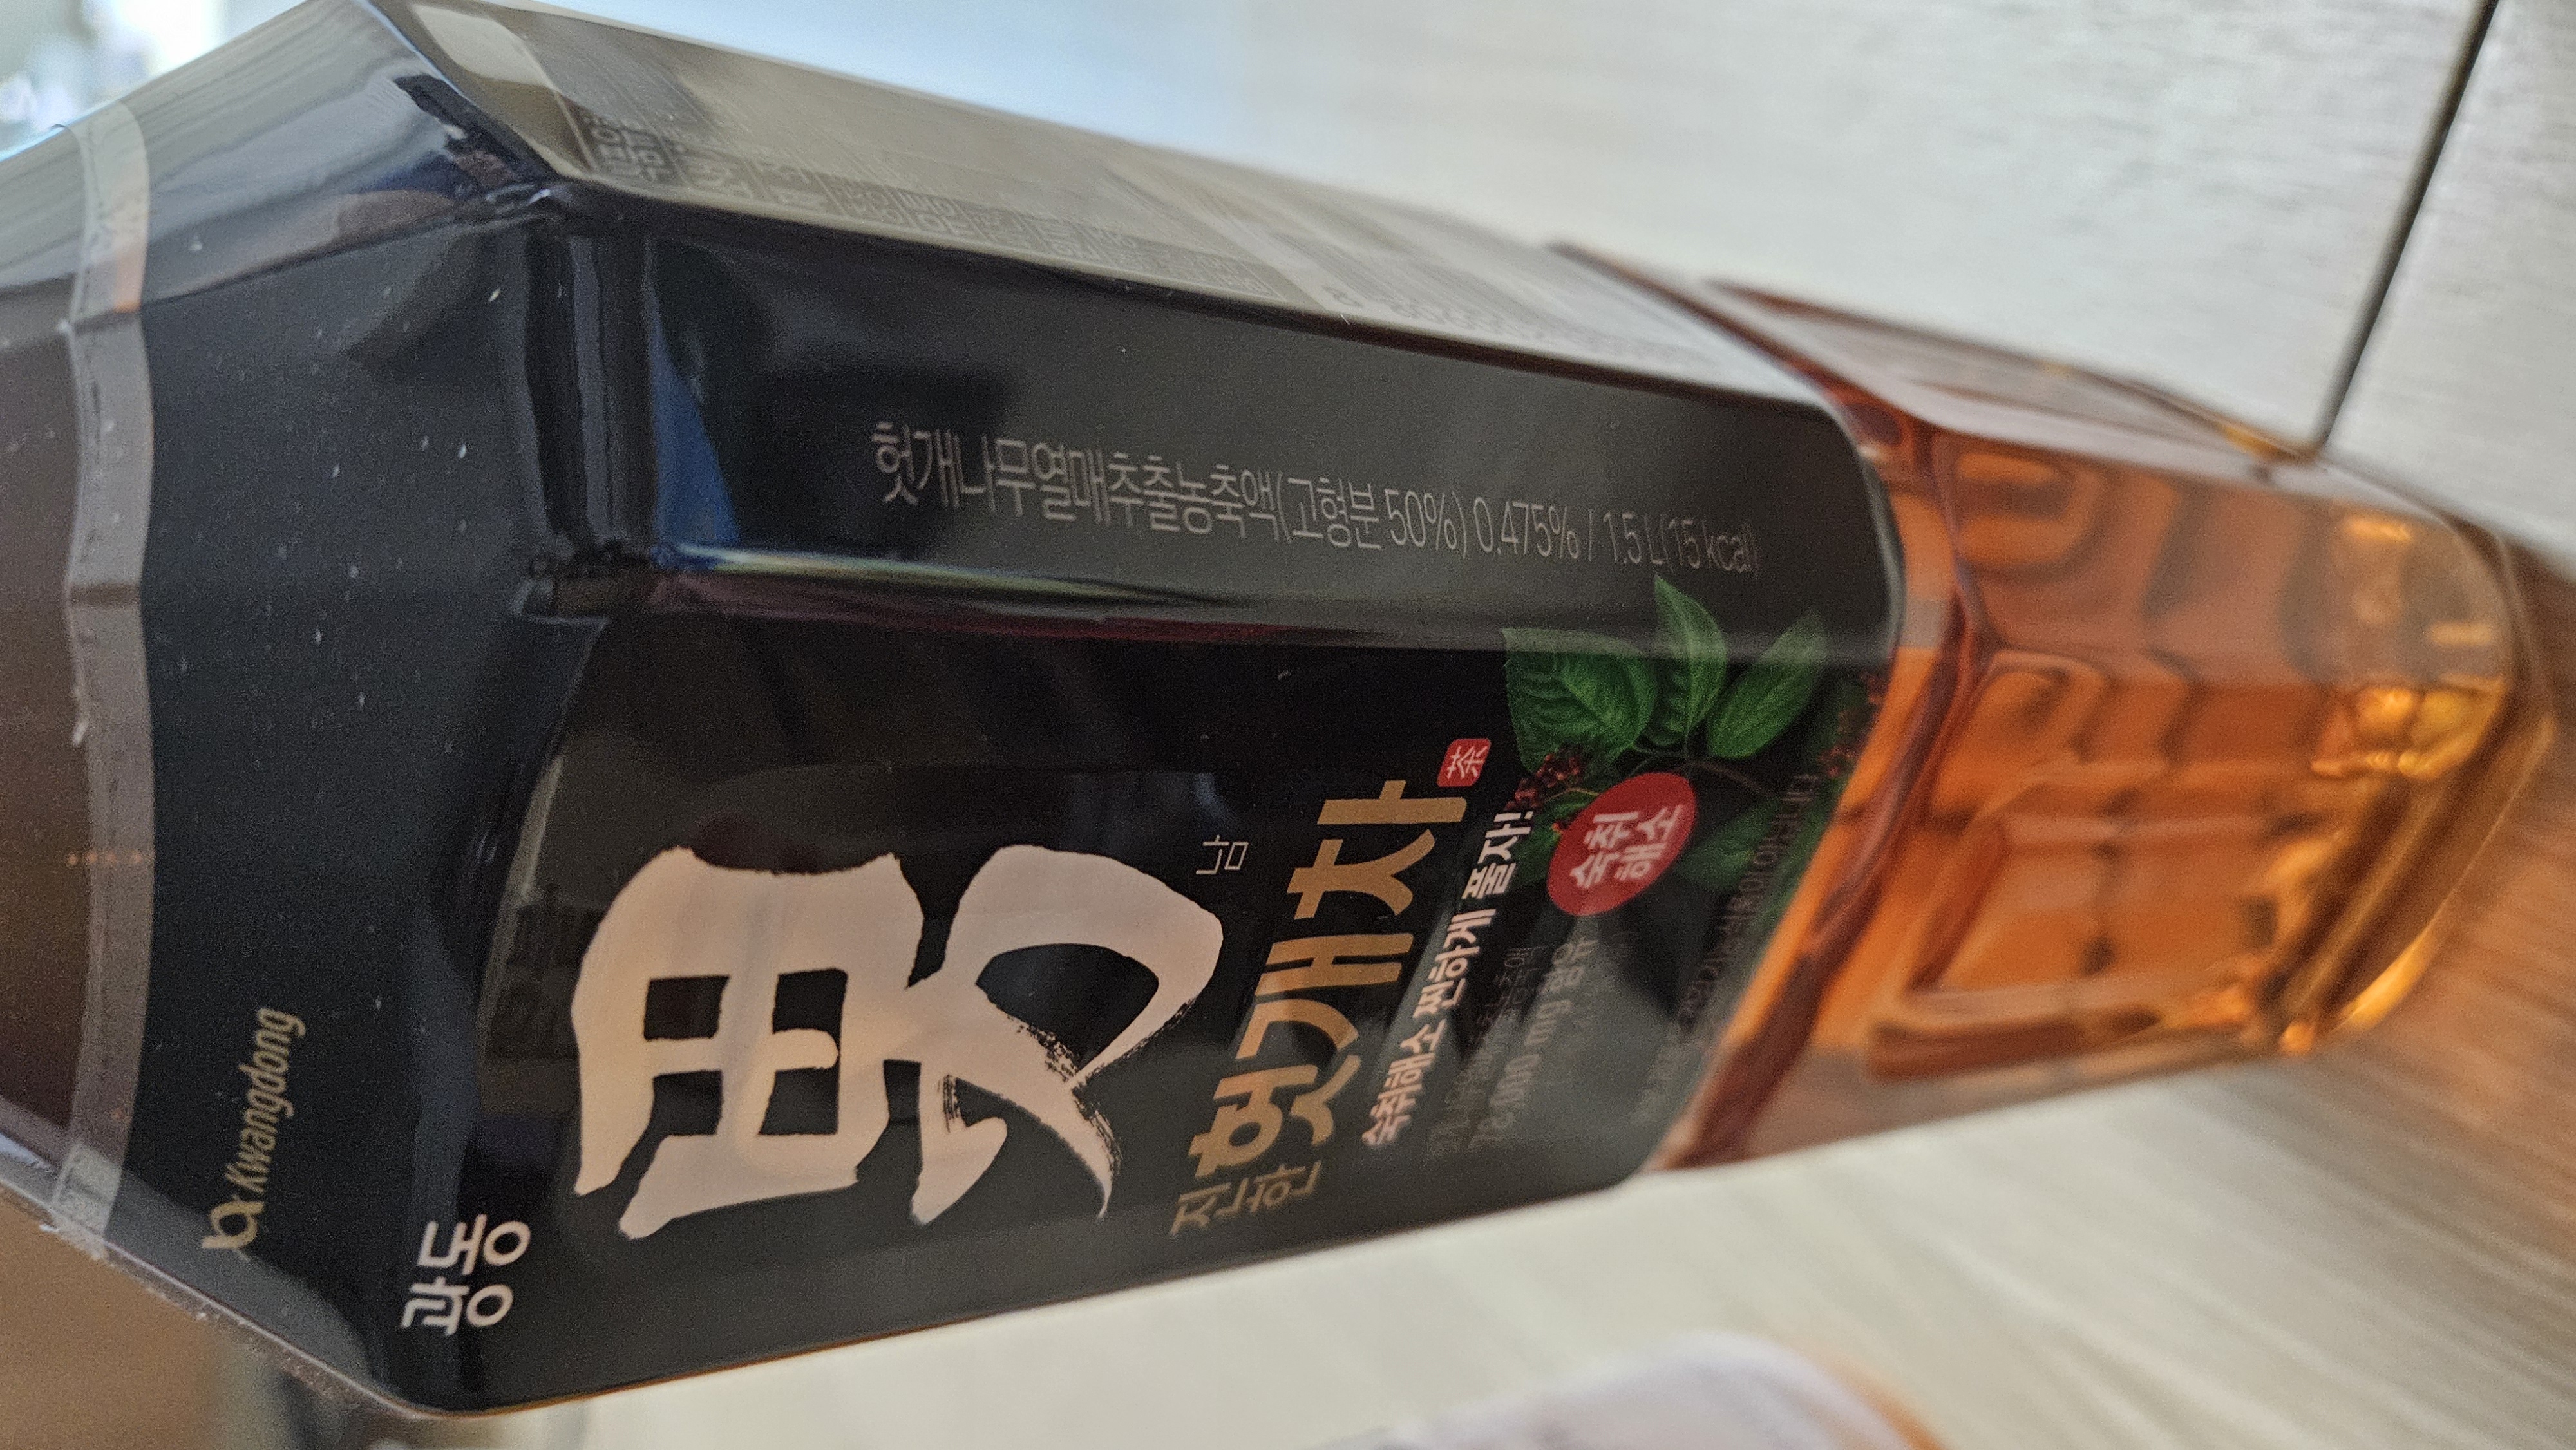 Kwangdong
광동
男
남
진한
헛개차
茶
숙취해소 찐하게 풀자!
숙취
해소
헛개나무열매추출농축액(고형분 50%) 0.475% / 1.5 L(15 kcal)